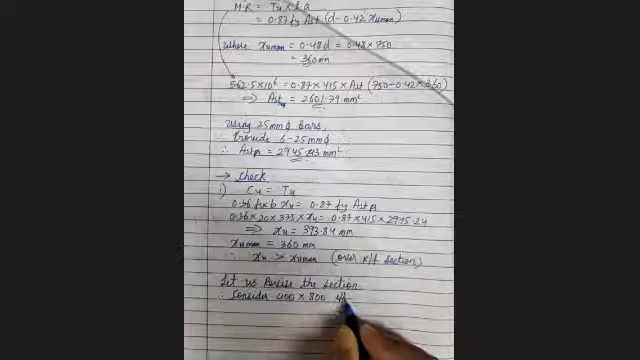 M.R = Tu × l.a
= 0.87 fy Ast (d-0.42 xumax)
where xumax = 0.48d = 0.48 × 750
= 360mm
562.5×10⁶ = 0.87 × 415 × Ast (750-0.42×360)
⇒ Ast = 2601.79 mm²
Using 25mmϕ bars,
∴ Provide 6-25mmϕ
∴ Astp = 2945.243 mm²
→ Check
i) Cu = Tu
0.36 fck b xu = 0.87 fy Astp
0.36×20×375×xu = 0.87×415×2945.24
⇒ xu = 393.84 mm
xumax = 360 mm
∴ xu > xumax (over r/f section)
Let us Revise the section
∴ Consider 400 × 800